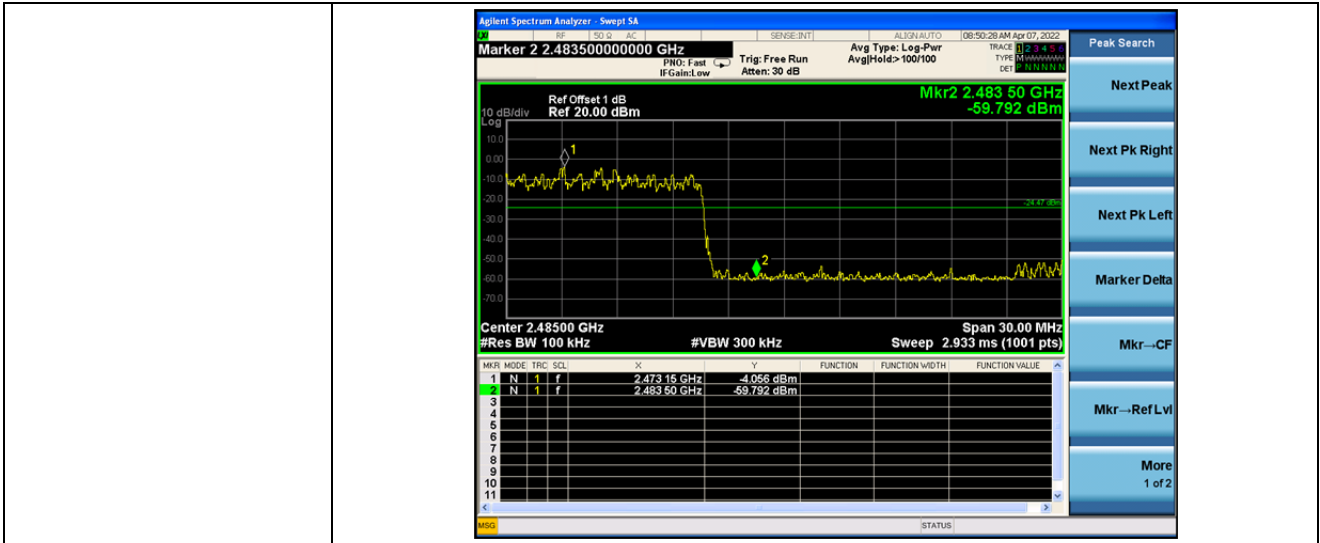 Agilent Spectrum Analyzer - Swept SA
RF 50 Ω AC SENSE:INT ALIGNAUTO 08:50:28 AM Apr 07, 2022
Marker 2 2.483500000000 GHz
PNO: Fast
IFGain:Low
Trig: Free Run
Atten: 30 dB
Avg Type: Log-Pwr
Avg|Hold:> 100/100
TRACE 1 2 3 4 5 6
TYPE M
DET P N N N N N
Peak Search
Next Peak
Next Pk Right
Next Pk Left
Marker Delta
Mkr→CF
Mkr→Ref Lvl
More
1 of 2
Mkr2 2.483 50 GHz
-59.792 dBm
Ref Offset 1 dB
10 dB/div Ref 20.00 dBm
Log
10.0
0.00
-10.0
-20.0
-30.0
-40.0
-50.0
-60.0
-70.0
1
2
-24.47 dBm
Center 2.48500 GHz Span 30.00 MHz
#Res BW 100 kHz #VBW 300 kHz Sweep 2.933 ms (1001 pts)
MKR MODE TRC SCL X Y FUNCTION FUNCTION WIDTH FUNCTION VALUE
1 N 1 f 2.473 15 GHz -4.056 dBm
2 N 1 f 2.483 50 GHz -59.792 dBm
3
4
5
6
7
8
9
10
11
MSG STATUS